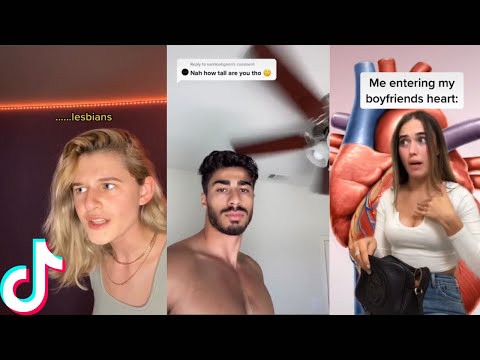 ......lesbians
Nah how tall are you tho 🤭
Me entering my
boyfriends heart: